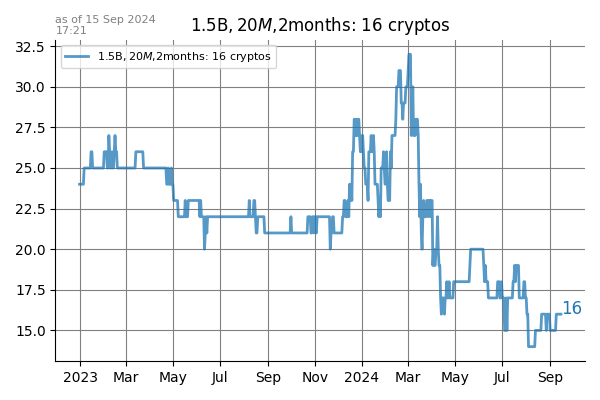 as of 15 Sep 2024
17:21
1.5B, 20M,2months: 16 cryptos
1.5B, 20M,2months: 16 cryptos
32.5
30.0
27.5
25.0
22.5
20.0
17.5
15.0
16
2023 Mar May Jul Sep Nov 2024 Mar May Jul Sep